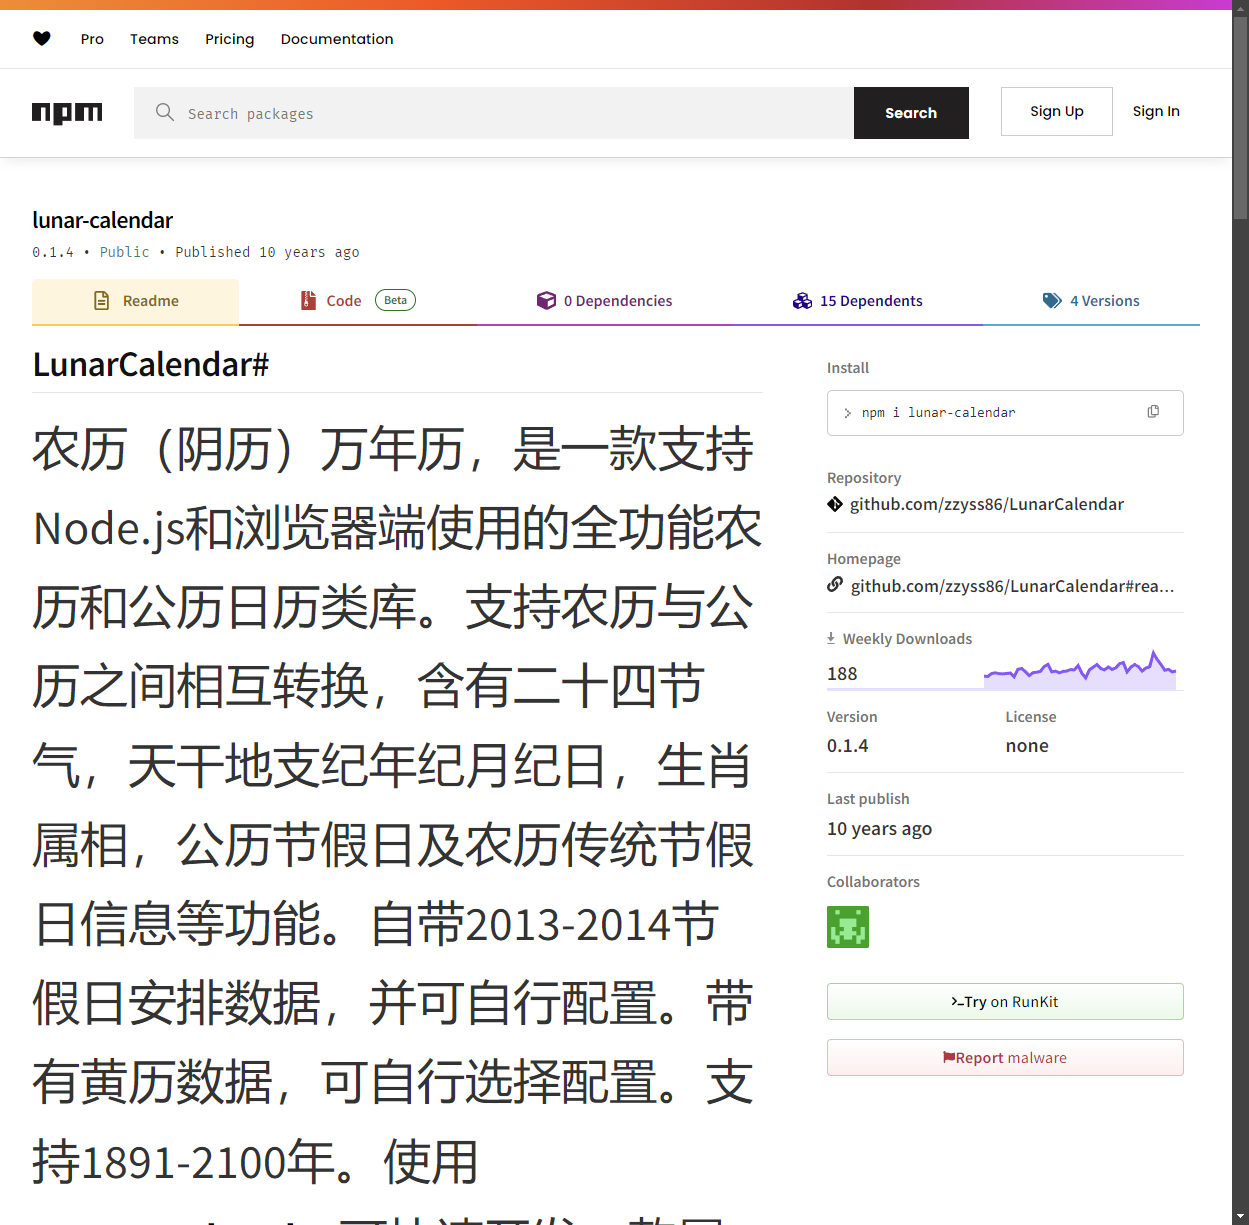 Pro Teams Pricing Documentation
npm Search packages Search Sign Up Sign In
lunar-calendar
0.1.4 • Public • Published 10 years ago
Readme Code Beta 0 Dependencies 15 Dependents 4 Versions
LunarCalendar#
农历（阴历）万年历，是一款支持
Node.js和浏览器端使用的全功能农
历和公历日历类库。支持农历与公
历之间相互转换，含有二十四节
气，天干地支纪年纪月纪日，生肖
属相，公历节假日及农历传统节假
日信息等功能。自带2013-2014节
假日安排数据，并可自行配置。带
有黄历数据，可自行选择配置。支
持1891-2100年。使用
Install
npm i lunar-calendar
Repository
github.com/zzyss86/LunarCalendar
Homepage
github.com/zzyss86/LunarCalendar#rea...
Weekly Downloads
188
Version License
0.1.4 none
Last publish
10 years ago
Collaborators
Try on RunKit
Report malware